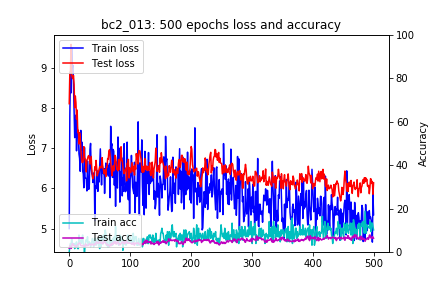 bc2_013: 500 epochs loss and accuracy
Train loss
Test loss
Train acc
Test acc
Loss
Accuracy
9
8
7
6
5
100
80
60
40
20
0
0
100
200
300
400
500